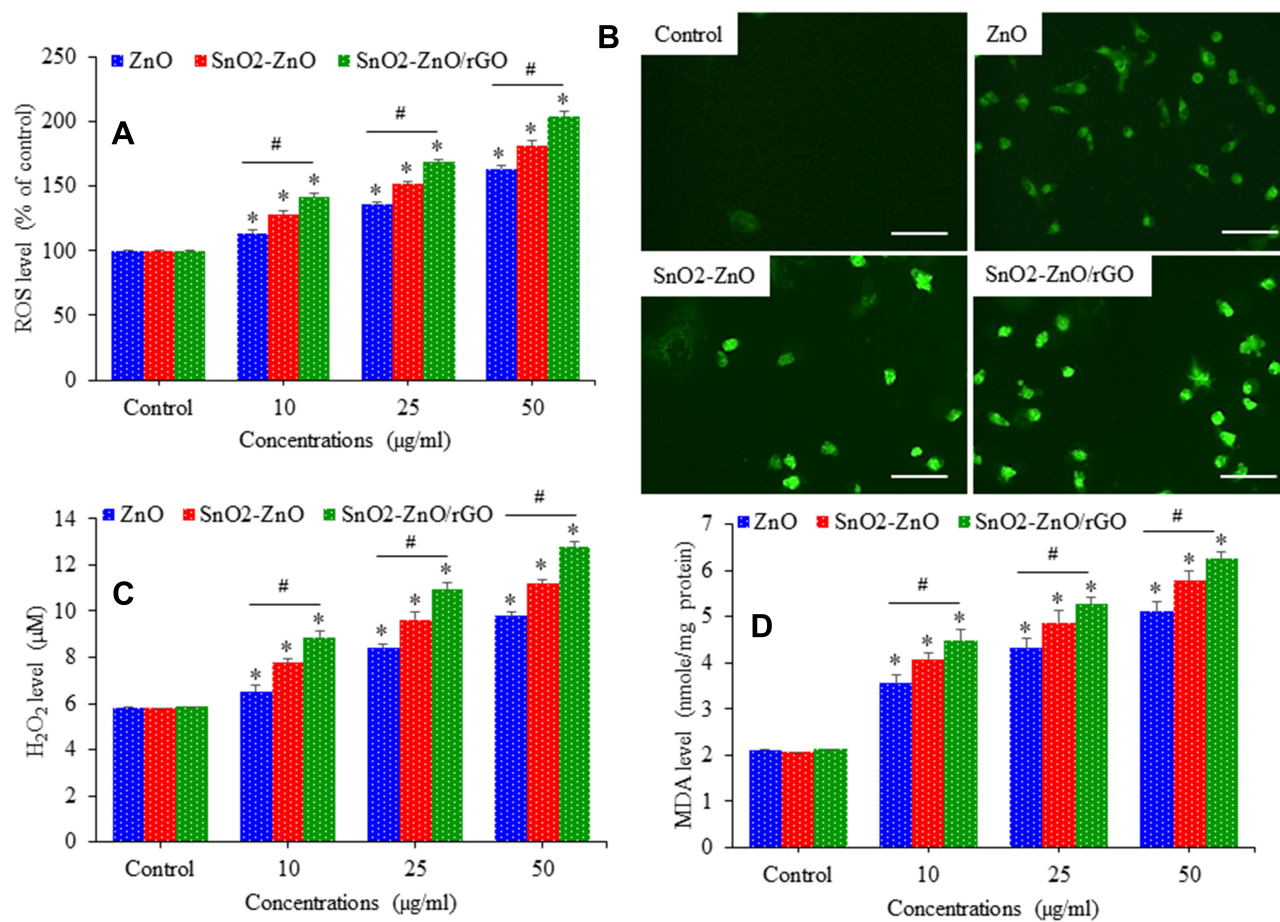 A
250
ZnO SnO2-ZnO SnO2-ZnO/rGO
#
*
200
#
*
*
#
*
150
*
*
*
*
*
100
50
0
ROS level (% of control)
Control 10 25 50
Concentrations (µg/ml)
B
Control
ZnO
SnO2-ZnO
SnO2-ZnO/rGO
C
14
ZnO SnO2-ZnO SnO2-ZnO/rGO
#
*
12
#
*
*
10
#
*
*
*
8
*
*
6
4
2
0
H₂O₂ level (µM)
Control 10 25 50
Concentrations (µg/ml)
D
7
ZnO SnO2-ZnO SnO2-ZnO/rGO
#
*
6
#
*
*
*
5
#
*
*
*
4
*
*
3
2
1
0
MDA level (nmole/mg protein)
Control 10 25 50
Concentrations (µg/ml)